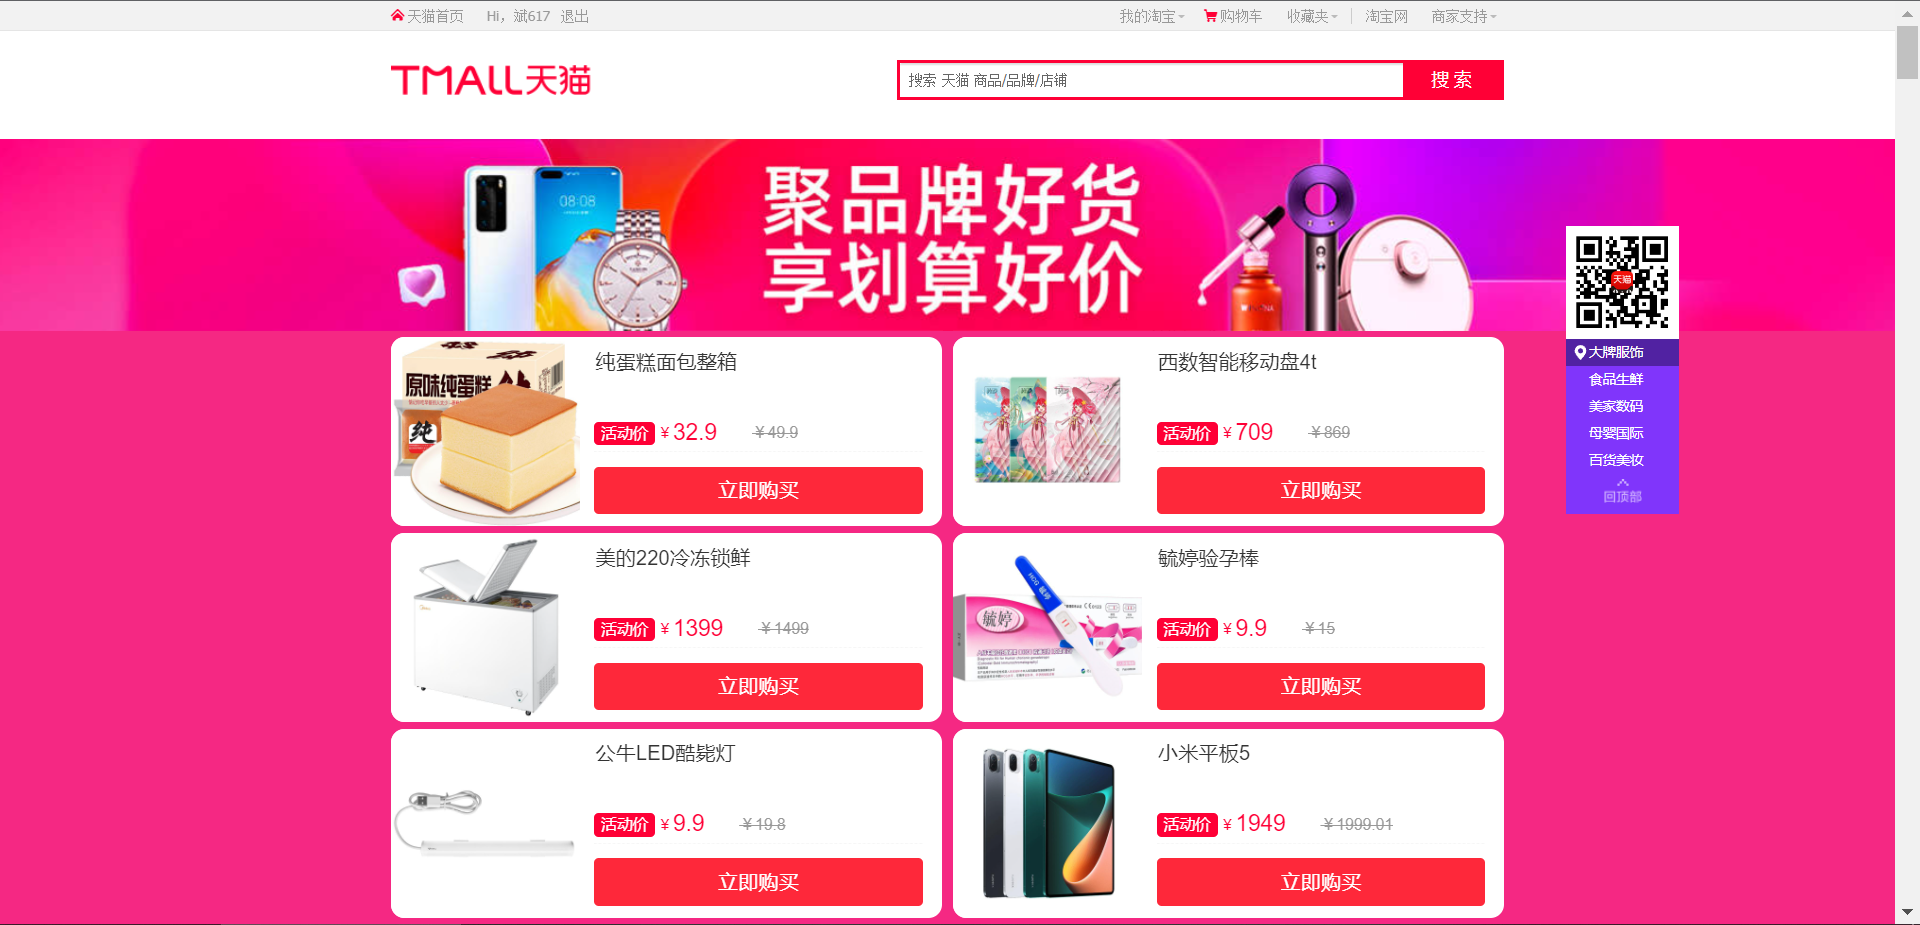 天猫首页 Hi，斌617 退出 我的淘宝 购物车 收藏夹 淘宝网 商家支持
TMALL天猫
搜索 天猫 商品/品牌/店铺 搜索
聚品牌好货
享划算好价
08:08
天猫
大牌服饰
食品生鲜
美家数码
母婴国际
百货美妆
回顶部
原味纯蛋糕
纯
纯蛋糕面包整箱
活动价 ¥ 32.9 ¥ 49.9
立即购买
西数智能移动盘4t
活动价 ¥ 709 ¥ 869
立即购买
美的220冷冻锁鲜
活动价 ¥ 1399 ¥ 1499
立即购买
毓婷
HCG 毓婷
毓婷验孕棒
活动价 ¥ 9.9 ¥ 15
立即购买
公牛LED酷毙灯
活动价 ¥ 9.9 ¥ 19.8
立即购买
小米平板5
活动价 ¥ 1949 ¥ 1999.01
立即购买